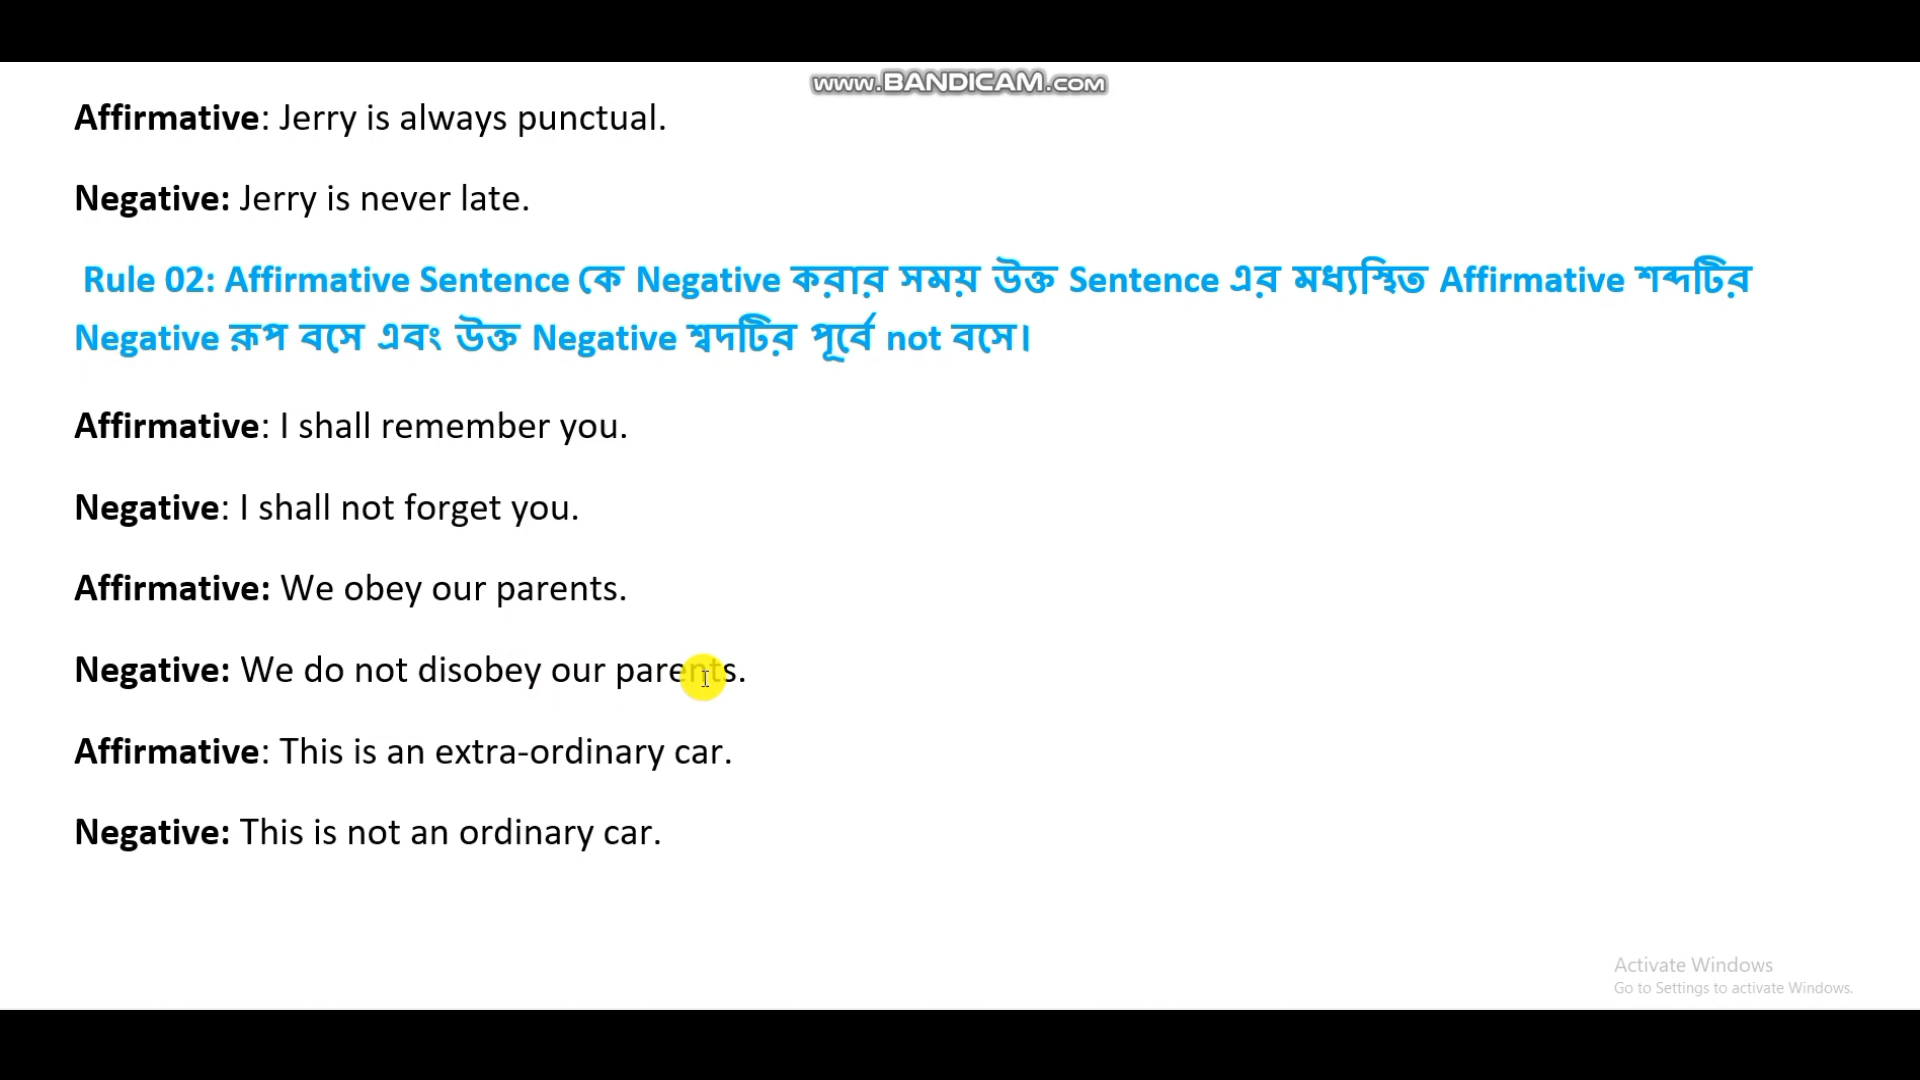 www.BANDICAM.com
Affirmative: Jerry is always punctual.
Negative: Jerry is never late.
Rule 02: Affirmative Sentence কে Negative করার সময় উক্ত Sentence এর মধ্যস্থিত Affirmative শব্দটির
Negative রূপ বসে এবং উক্ত Negative শ্বদটির পূর্বে not বসে।
Affirmative: I shall remember you.
Negative: I shall not forget you.
Affirmative: We obey our parents.
Negative: We do not disobey our parents.
Affirmative: This is an extra-ordinary car.
Negative: This is not an ordinary car.
Activate Windows
Go to Settings to activate Windows.